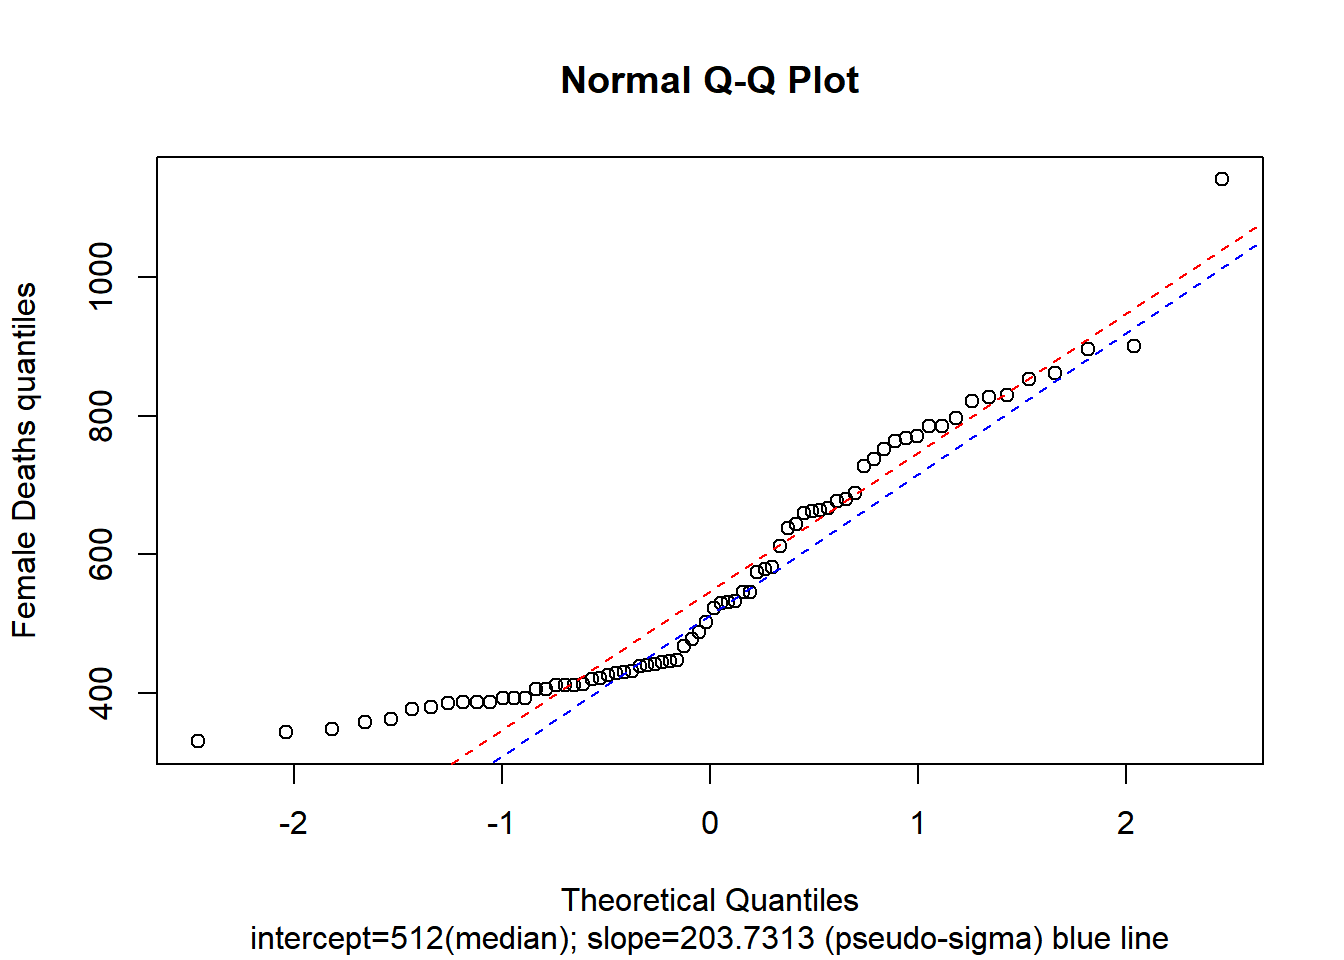 Normal Q-Q Plot
Female Deaths quantiles
1000
800
600
400
-2 -1 0 1 2
Theoretical Quantiles
intercept=512(median); slope=203.7313 (pseudo-sigma) blue line